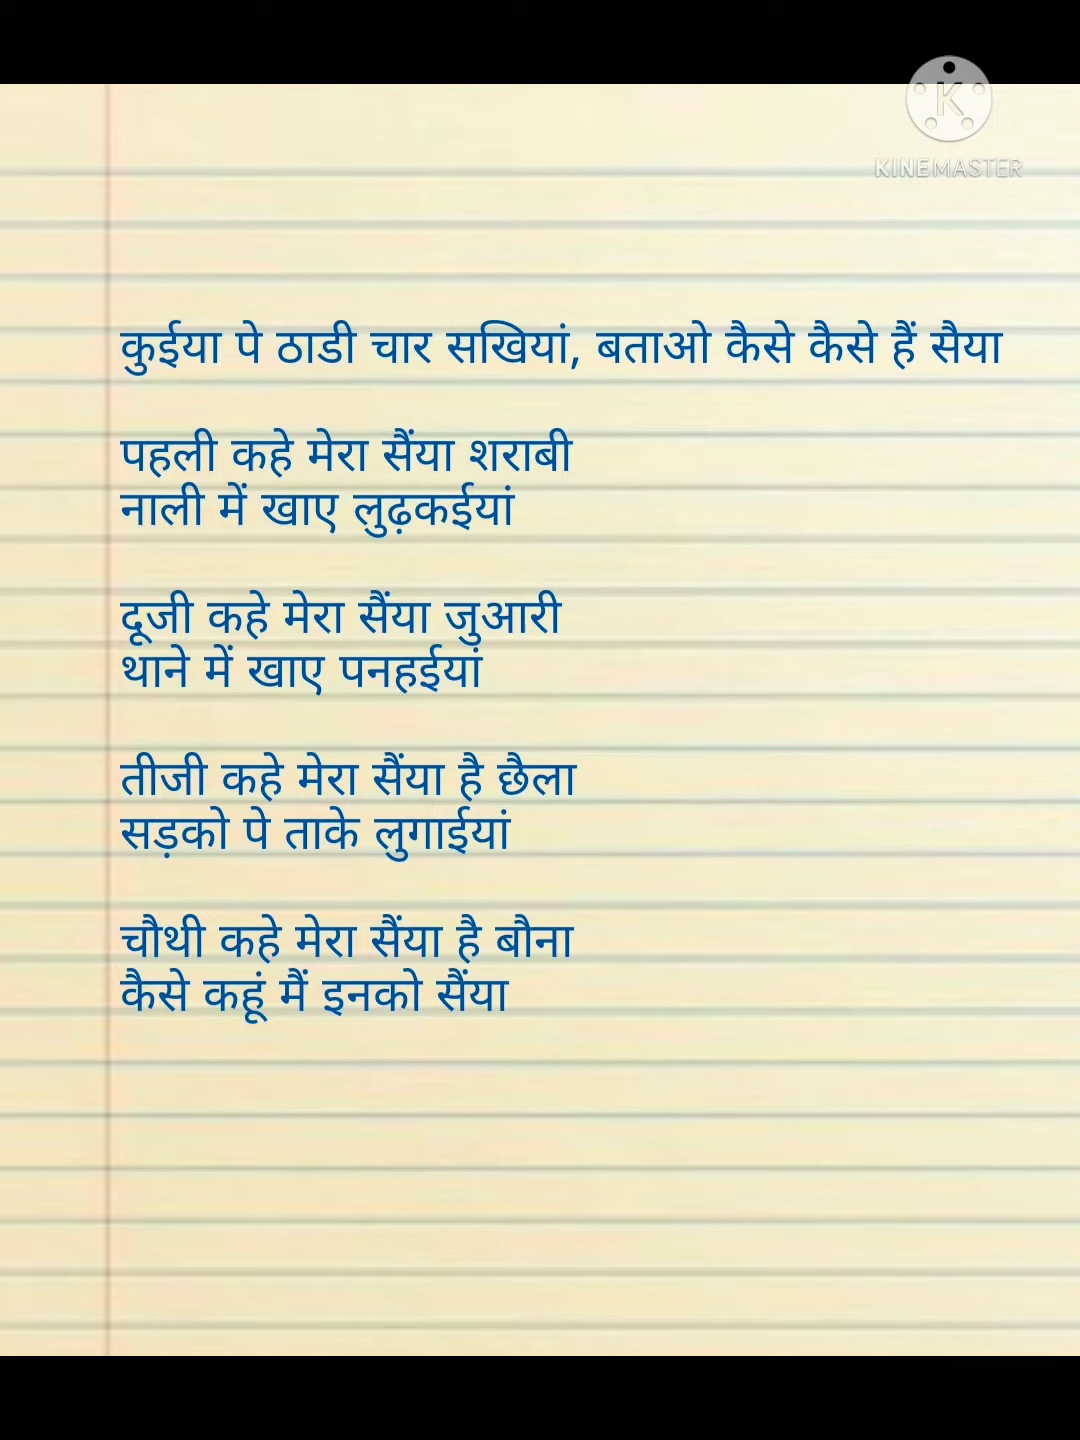 KINEMASTER
कुईया पे ठाडी चार सखियां, बताओ कैसे कैसे हैं सैया
पहली कहे मेरा सैंया शराबी
नाली में खाए लुढ़कईयां
दूजी कहे मेरा सैंया जुआरी
थाने में खाए पनहईयां
तीजी कहे मेरा सैंया है छैला
सड़को पे ताके लुगाईयां
चौथी कहे मेरा सैंया है बौना
कैसे कहूं मैं इनको सैंया